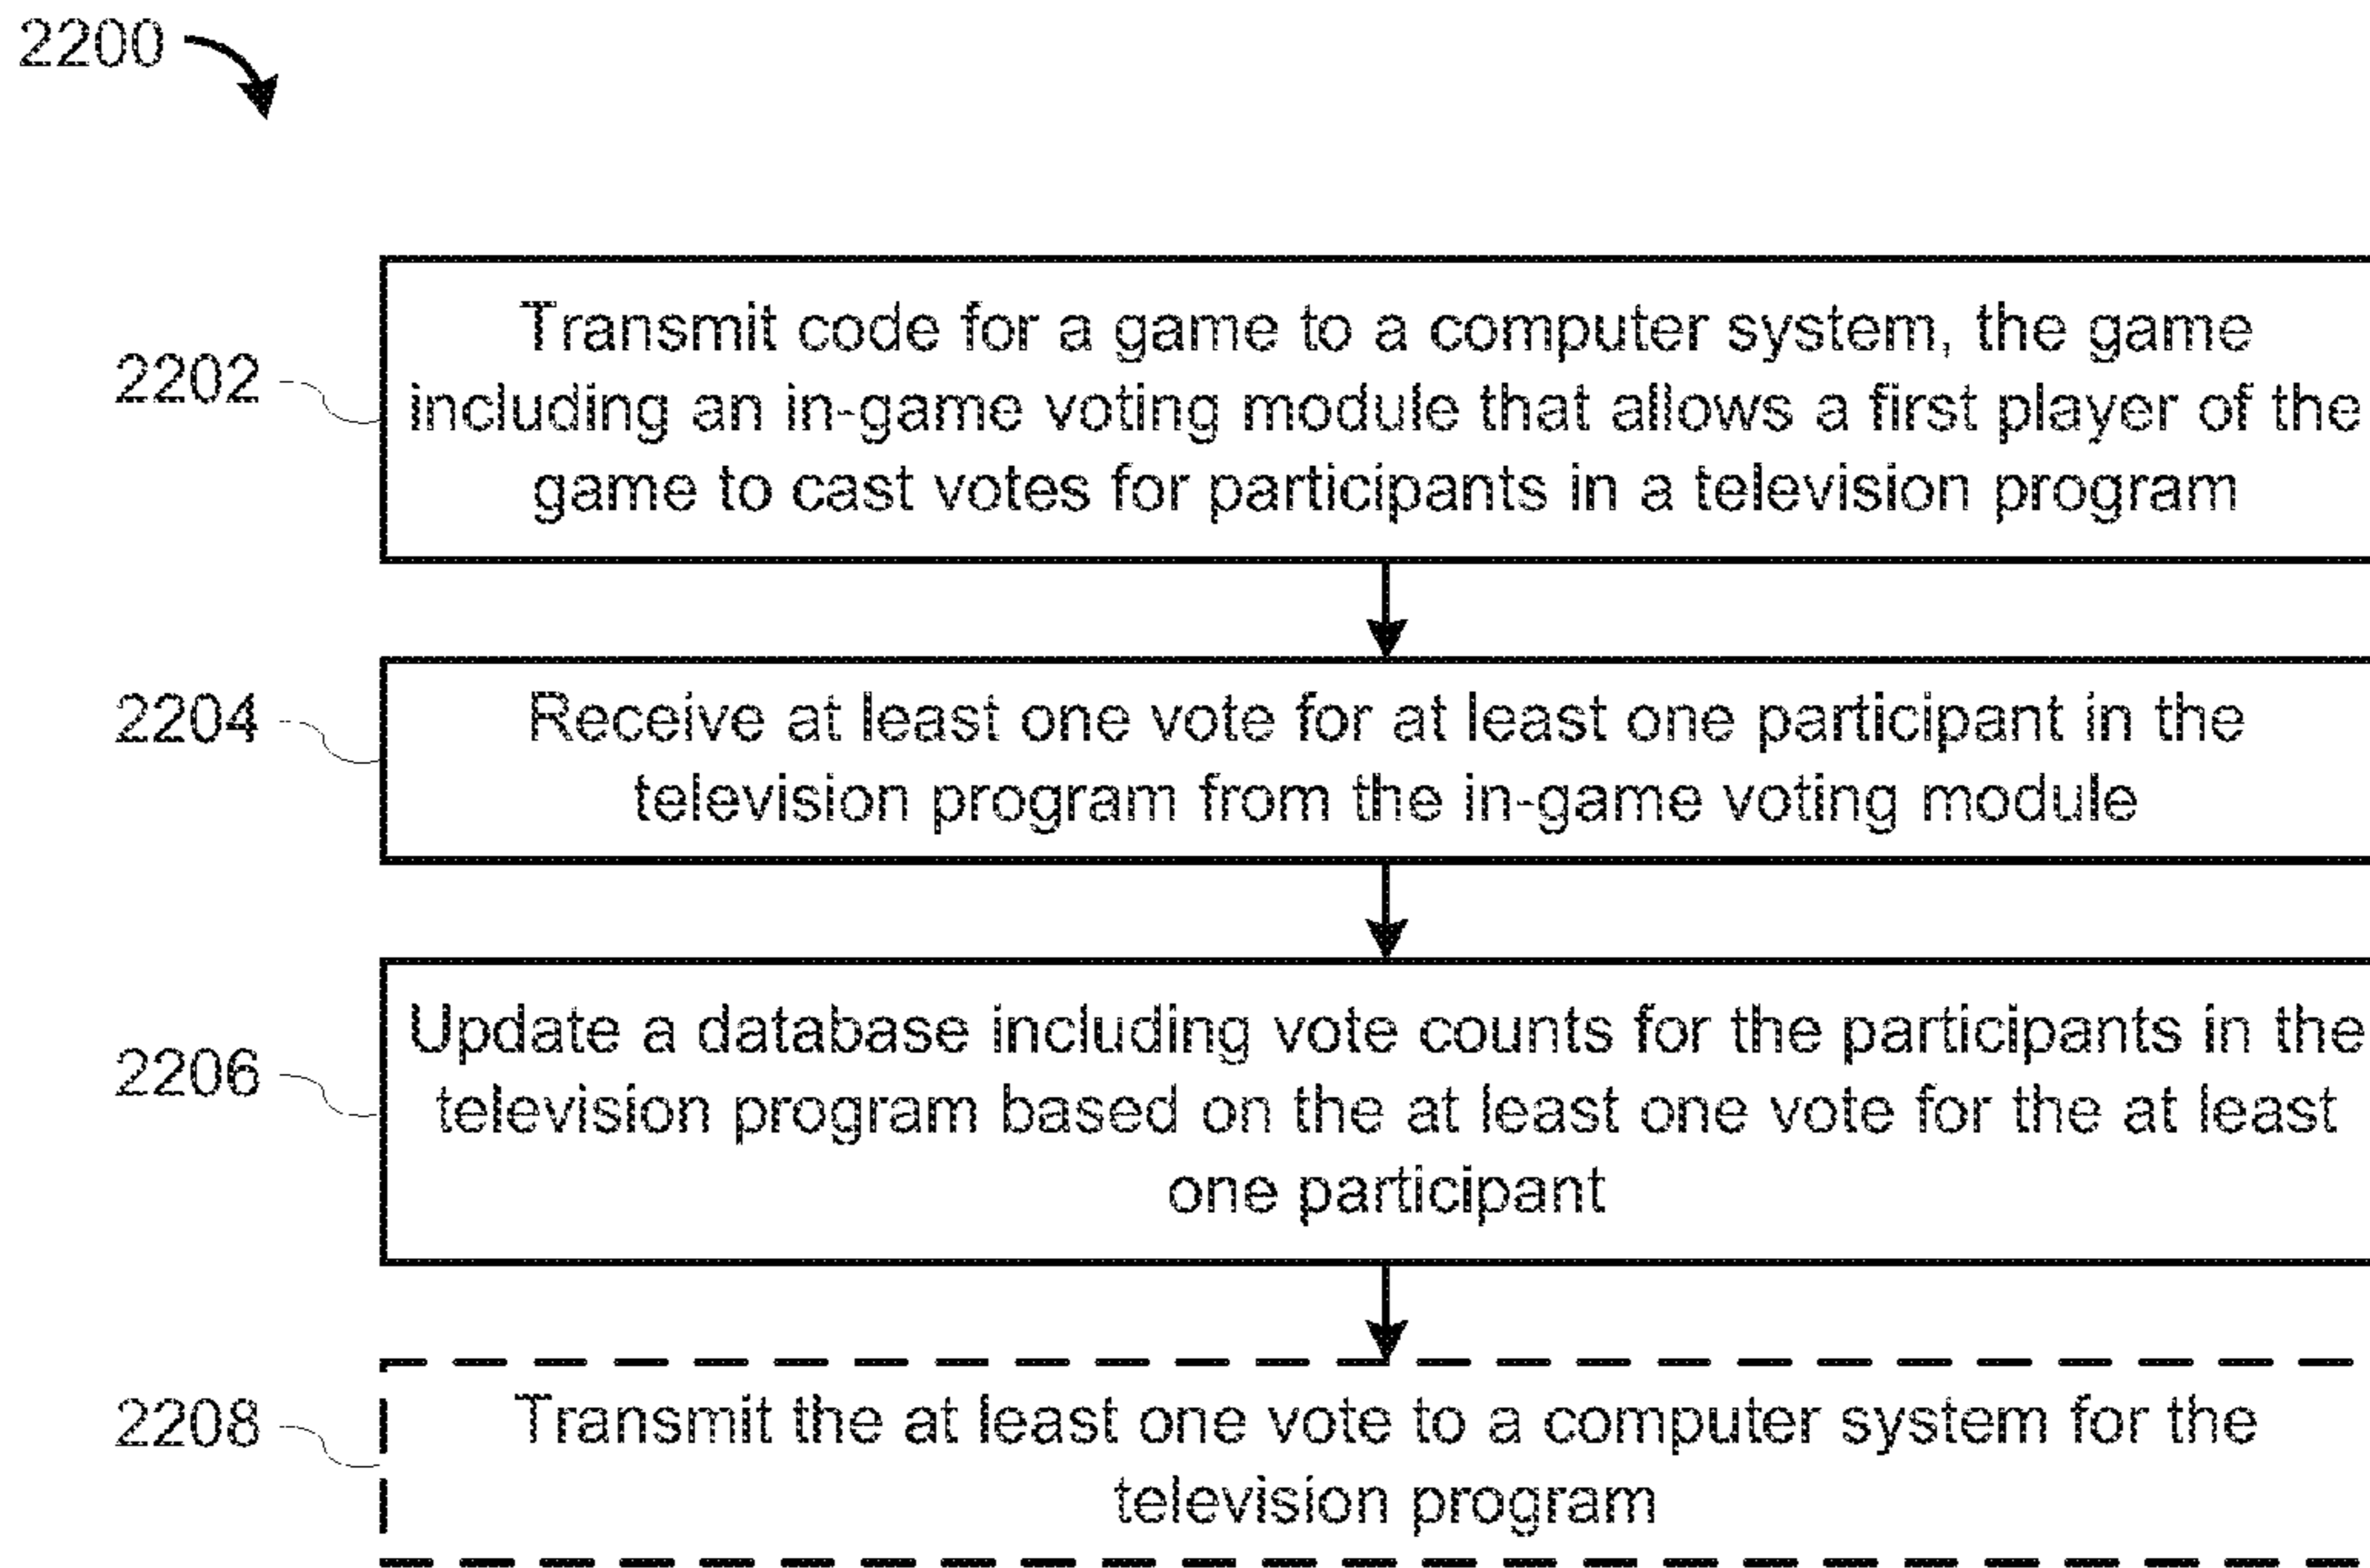 2200
2202
Transmit code for a game to a computer system, the game
including an in-game voting module that allows a first player of the
game to cast votes for participants in a television program
2204
Receive at least one vote for at least one participant in the
television program from the in-game voting module
2206
Update a database including vote counts for the participants in the
television program based on the at least one vote for the at least
one participant
2208
Transmit the at least one vote to a computer system for the
television program